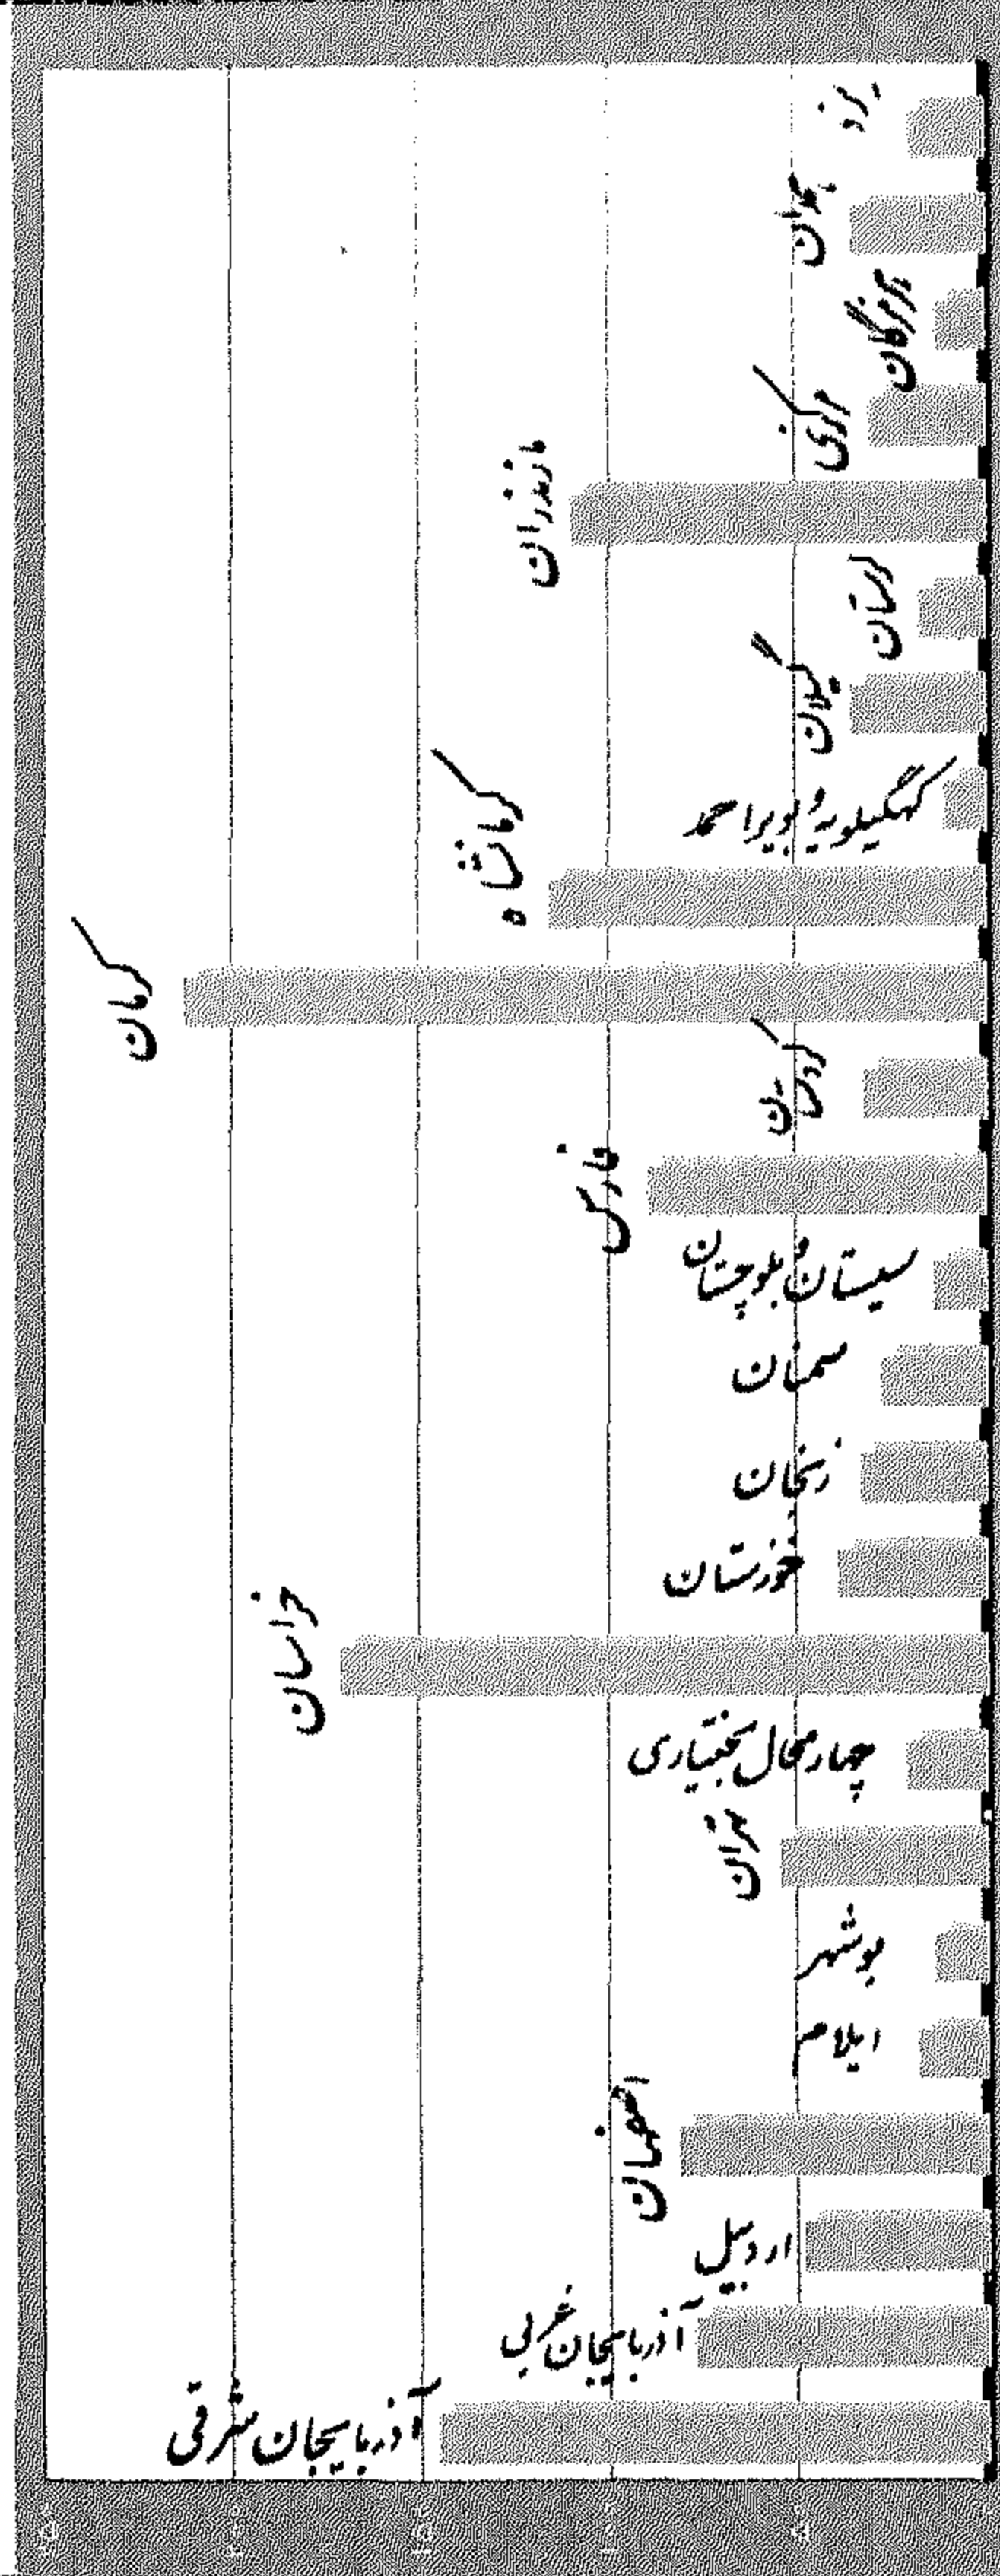 یزد
همدان
هرمزگان
مرکزی
مازندران
لرستان
گیلان
کهگیلویه و بویراحمد
کرمانشاه
کرمان
کردستان
فارس
سیستان و بلوچستان
سمنان
زنجان
خوزستان
خراسان
چهارمحال بختیاری
تهران
بوشهر
ایلام
اصفهان
اردبیل
آذربایجان غربی
آذربایجان شرقی